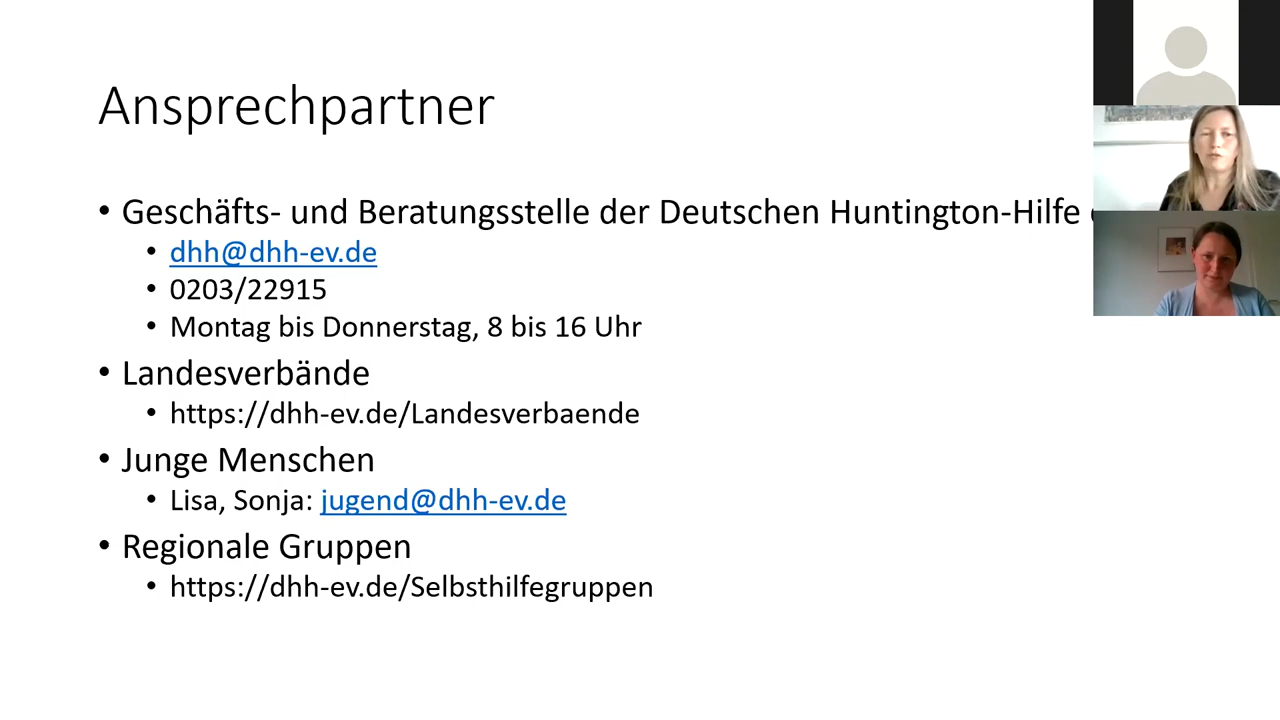 Ansprechpartner
• Geschäfts- und Beratungsstelle der Deutschen Huntington-Hilfe
• dhh@dhh-ev.de
• 0203/22915
• Montag bis Donnerstag, 8 bis 16 Uhr
• Landesverbände
• https://dhh-ev.de/Landesverbaende
• Junge Menschen
• Lisa, Sonja: jugend@dhh-ev.de
• Regionale Gruppen
• https://dhh-ev.de/Selbsthilfegruppen